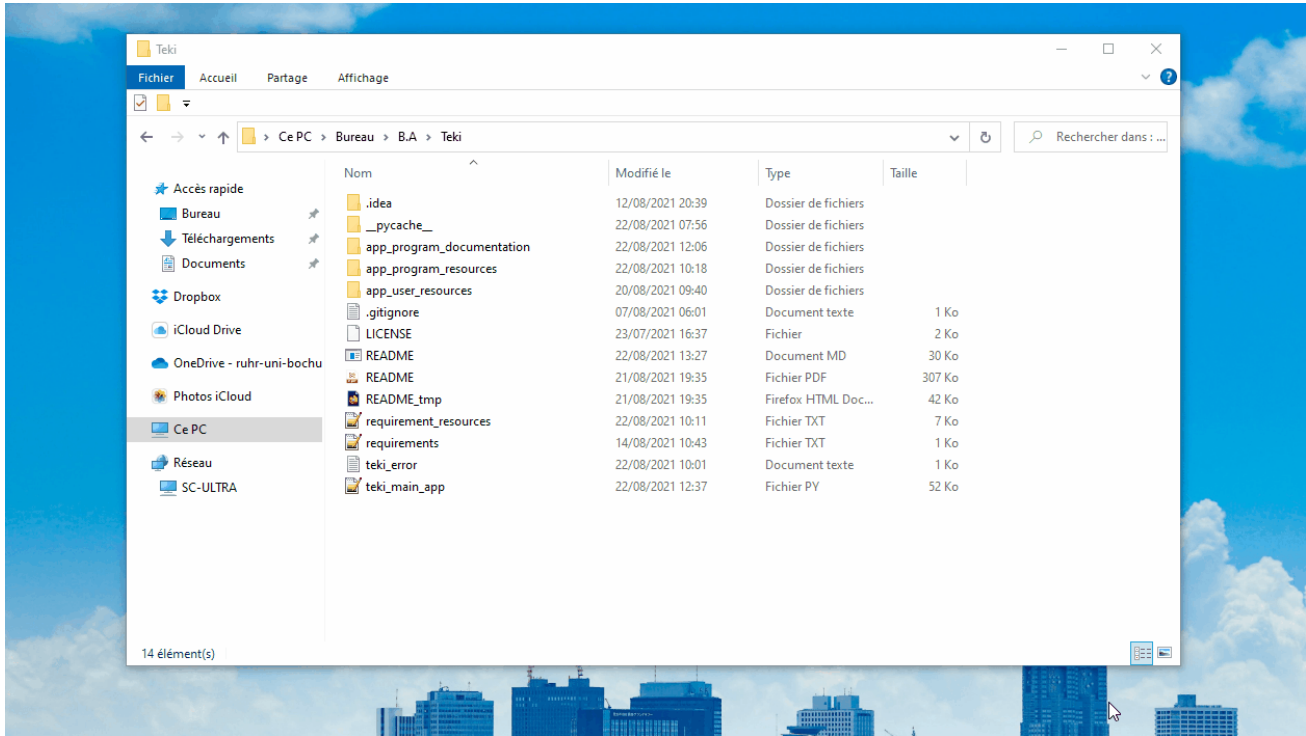 Teki
Fichier Accueil Partage Affichage
Ce PC > Bureau > B.A > Teki
Rechercher dans : ...
Nom Modifié le Type Taille
Accès rapide
Bureau
Téléchargements
Documents
Dropbox
iCloud Drive
OneDrive - ruhr-uni-bochu
Photos iCloud
Ce PC
Réseau
SC-ULTRA
.idea 12/08/2021 20:39 Dossier de fichiers
__pycache__ 22/08/2021 07:56 Dossier de fichiers
app_program_documentation 22/08/2021 12:06 Dossier de fichiers
app_program_resources 22/08/2021 10:18 Dossier de fichiers
app_user_resources 20/08/2021 09:40 Dossier de fichiers
.gitignore 07/08/2021 06:01 Document texte 1 Ko
LICENSE 23/07/2021 16:37 Fichier 2 Ko
README 22/08/2021 13:27 Document MD 30 Ko
README 21/08/2021 19:35 Fichier PDF 307 Ko
README_tmp 21/08/2021 19:35 Firefox HTML Doc... 42 Ko
requirement_resources 22/08/2021 10:11 Fichier TXT 7 Ko
requirements 14/08/2021 10:43 Fichier TXT 1 Ko
teki_error 22/08/2021 10:01 Document texte 1 Ko
teki_main_app 22/08/2021 12:37 Fichier PY 52 Ko
14 élément(s)